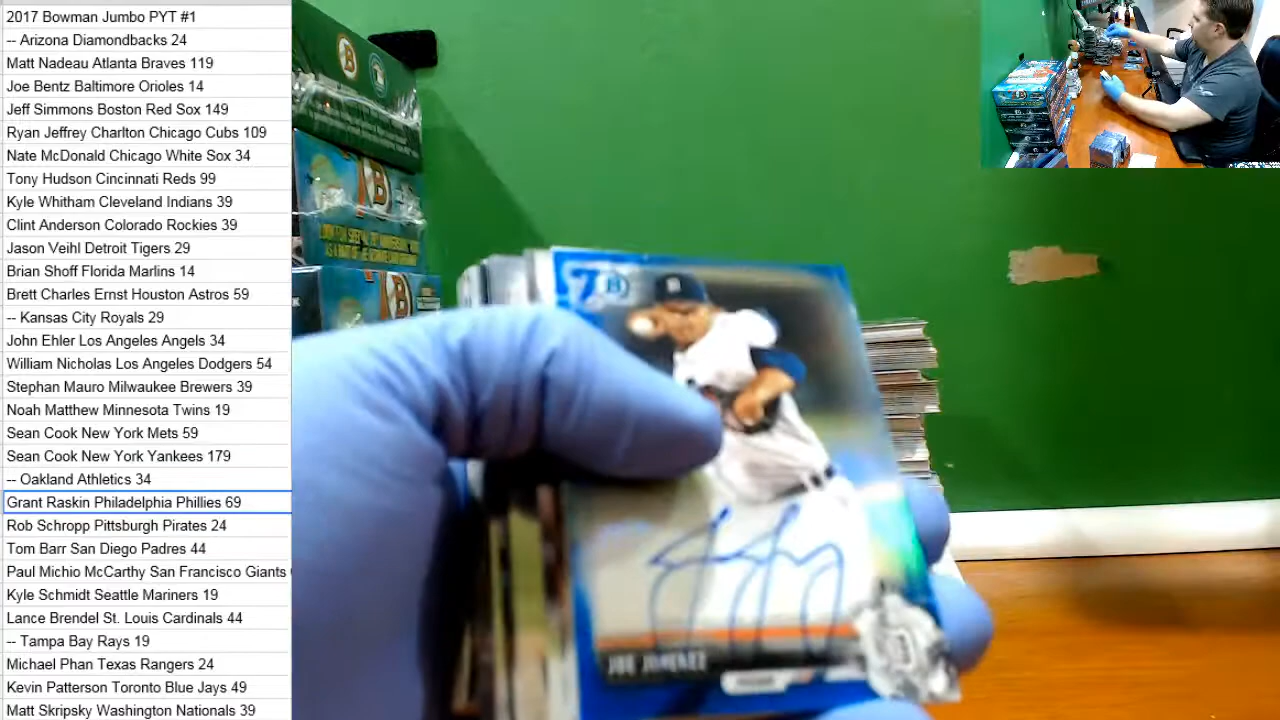 2017 Bowman Jumbo PYT #1
-- Arizona Diamondbacks 24
Matt Nadeau Atlanta Braves 119
Joe Bentz Baltimore Orioles 14
Jeff Simmons Boston Red Sox 149
Ryan Jeffrey Charlton Chicago Cubs 109
Nate McDonald Chicago White Sox 34
Tony Hudson Cincinnati Reds 99
Kyle Whitham Cleveland Indians 39
Clint Anderson Colorado Rockies 39
Jason Veihl Detroit Tigers 29
Brian Shoff Florida Marlins 14
Brett Charles Ernst Houston Astros 59
-- Kansas City Royals 29
John Ehler Los Angeles Angels 34
William Nicholas Los Angeles Dodgers 54
Stephan Mauro Milwaukee Brewers 39
Noah Matthew Minnesota Twins 19
Sean Cook New York Mets 59
Sean Cook New York Yankees 179
-- Oakland Athletics 34
Grant Raskin Philadelphia Phillies 69
Rob Schropp Pittsburgh Pirates 24
Tom Barr San Diego Padres 44
Paul Michio McCarthy San Francisco Giants
Kyle Schmidt Seattle Mariners 19
Lance Brendel St. Louis Cardinals 44
-- Tampa Bay Rays 19
Michael Phan Texas Rangers 24
Kevin Patterson Toronto Blue Jays 49
Matt Skripsky Washington Nationals 39
B
B
B
JOE JIMENEZ